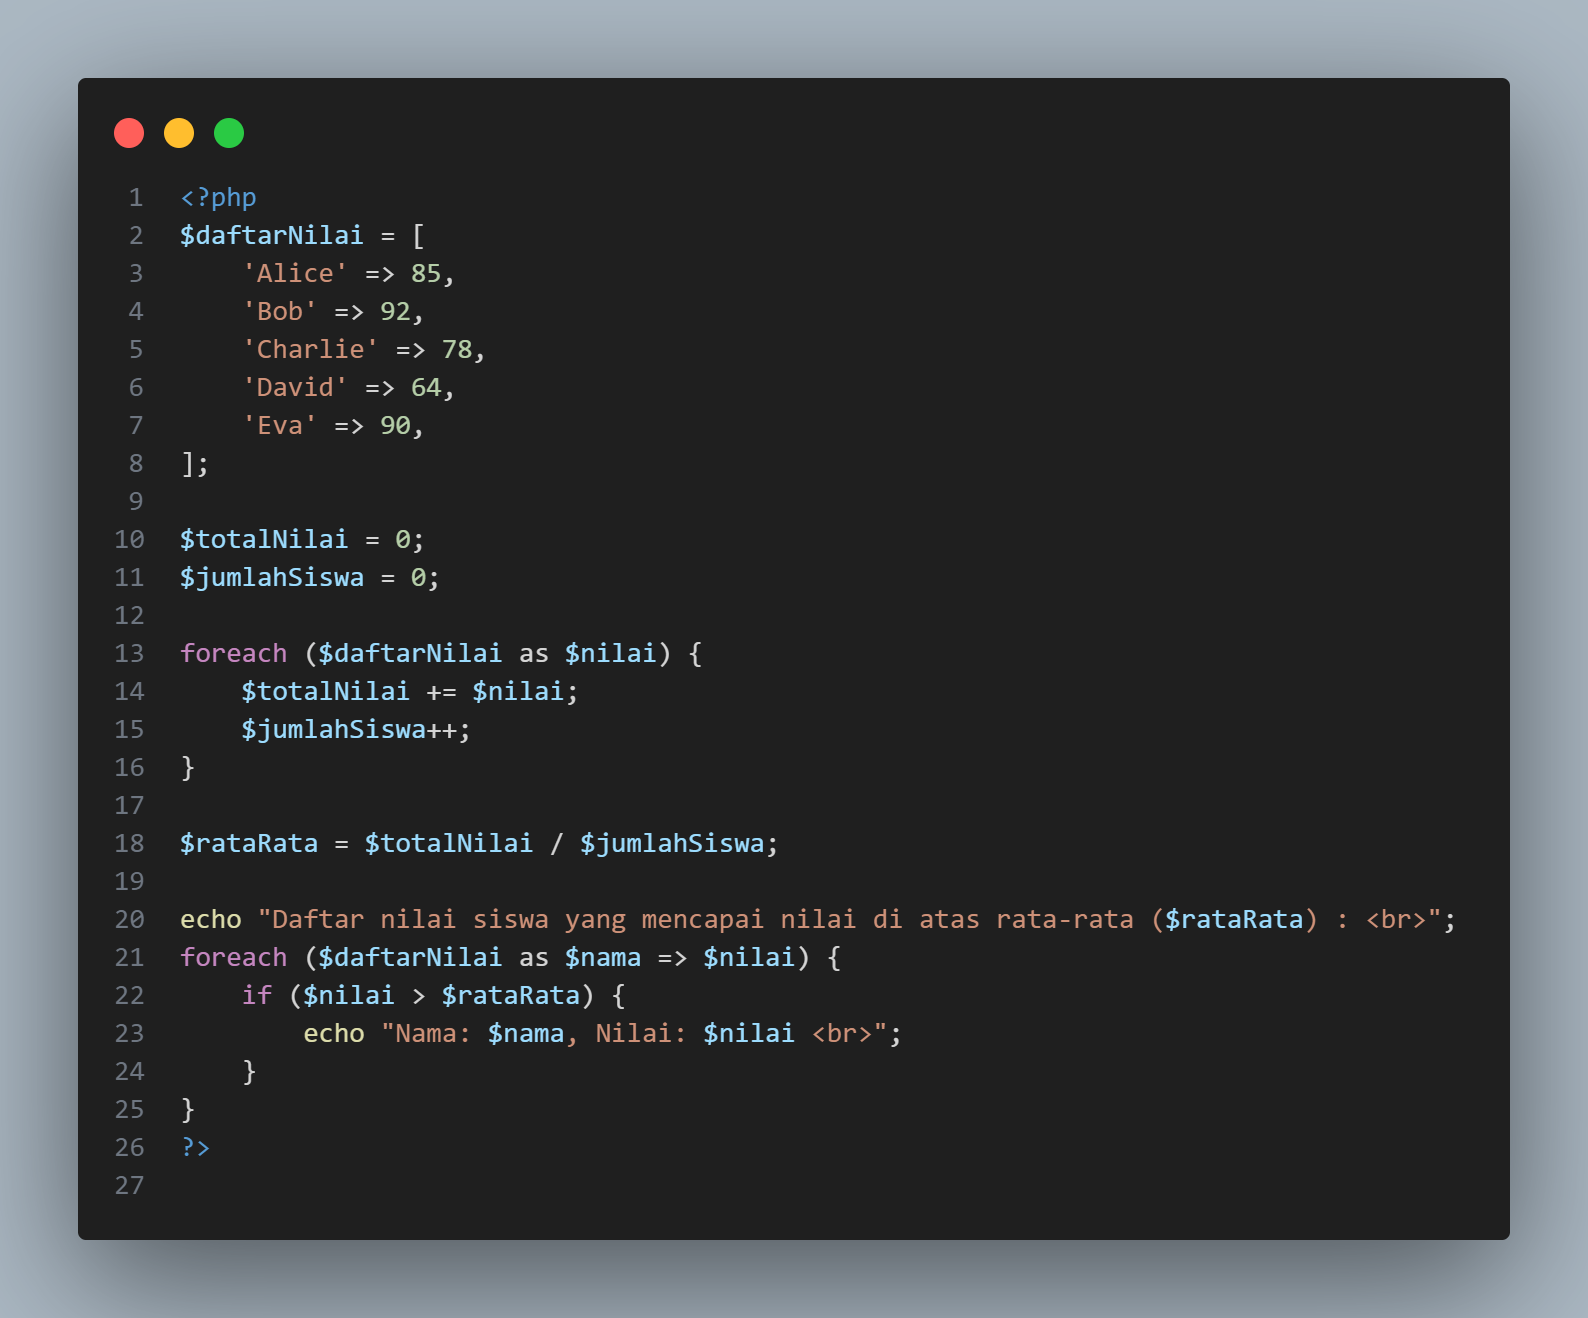 1 <?php
2 $daftarNilai = [
3     'Alice' => 85,
4     'Bob' => 92,
5     'Charlie' => 78,
6     'David' => 64,
7     'Eva' => 90,
8 ];
9
10 $totalNilai = 0;
11 $jumlahSiswa = 0;
12
13 foreach ($daftarNilai as $nilai) {
14     $totalNilai += $nilai;
15     $jumlahSiswa++;
16 }
17
18 $rataRata = $totalNilai / $jumlahSiswa;
19
20 echo "Daftar nilai siswa yang mencapai nilai di atas rata-rata ($rataRata) : <br>";
21 foreach ($daftarNilai as $nama => $nilai) {
22     if ($nilai > $rataRata) {
23         echo "Nama: $nama, Nilai: $nilai <br>";
24     }
25 }
26 ?>
27